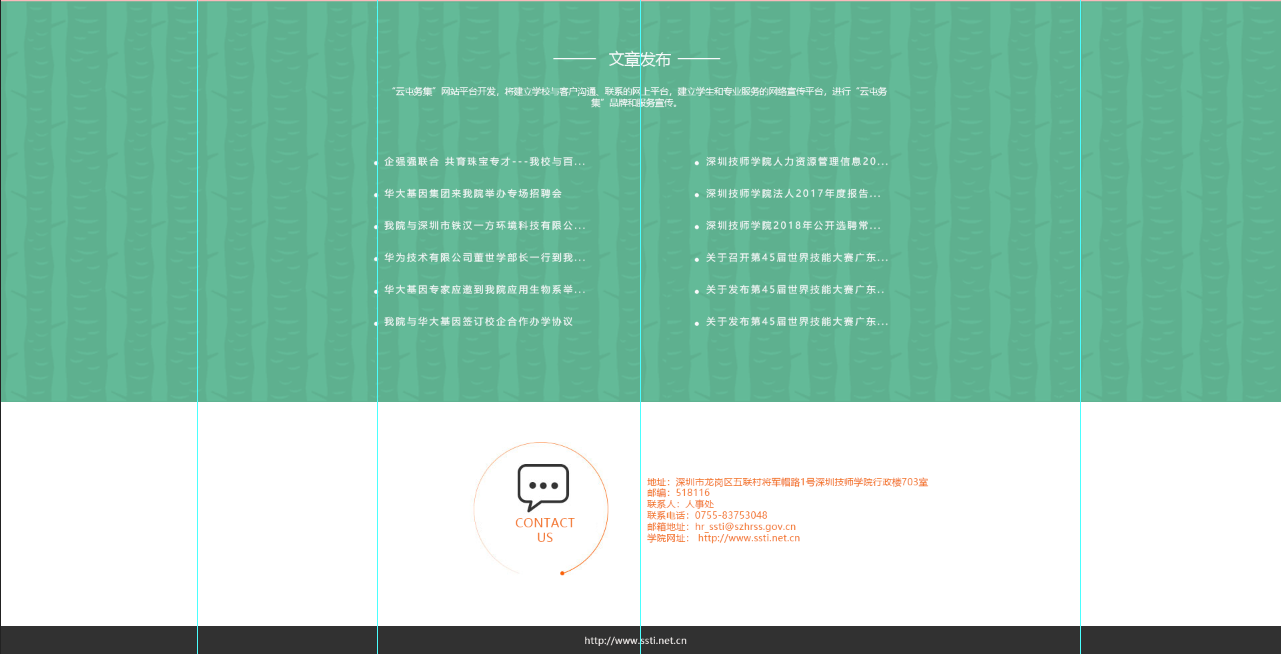 文章发布
“云屯务集”网站平台开发，将建立学校与客户沟通、联系的网上平台，建立学生和专业服务的网络宣传平台，进行“云屯务
集”品牌和服务宣传。
企强强联合 共育珠宝专才---我校与百...
华大基因集团来我院举办专场招聘会
我院与深圳市铁汉一方环境科技有限公...
华为技术有限公司董世学部长一行到我...
华大基因专家应邀到我院应用生物系举...
我院与华大基因签订校企合作办学协议
深圳技师学院人力资源管理信息20...
深圳技师学院法人2017年度报告...
深圳技师学院2018年公开选聘常...
关于召开第45届世界技能大赛广东...
关于发布第45届世界技能大赛广东..
关于发布第45届世界技能大赛广东...
CONTACT
US
地址：深圳市龙岗区五联村将军帽路1号深圳技师学院行政楼703室
邮编：518116
联系人：人事处
联系电话：0755-83753048
邮箱地址：hr_ssti@szhrss.gov.cn
学院网址： http://www.ssti.net.cn
http://www.ssti.net.cn